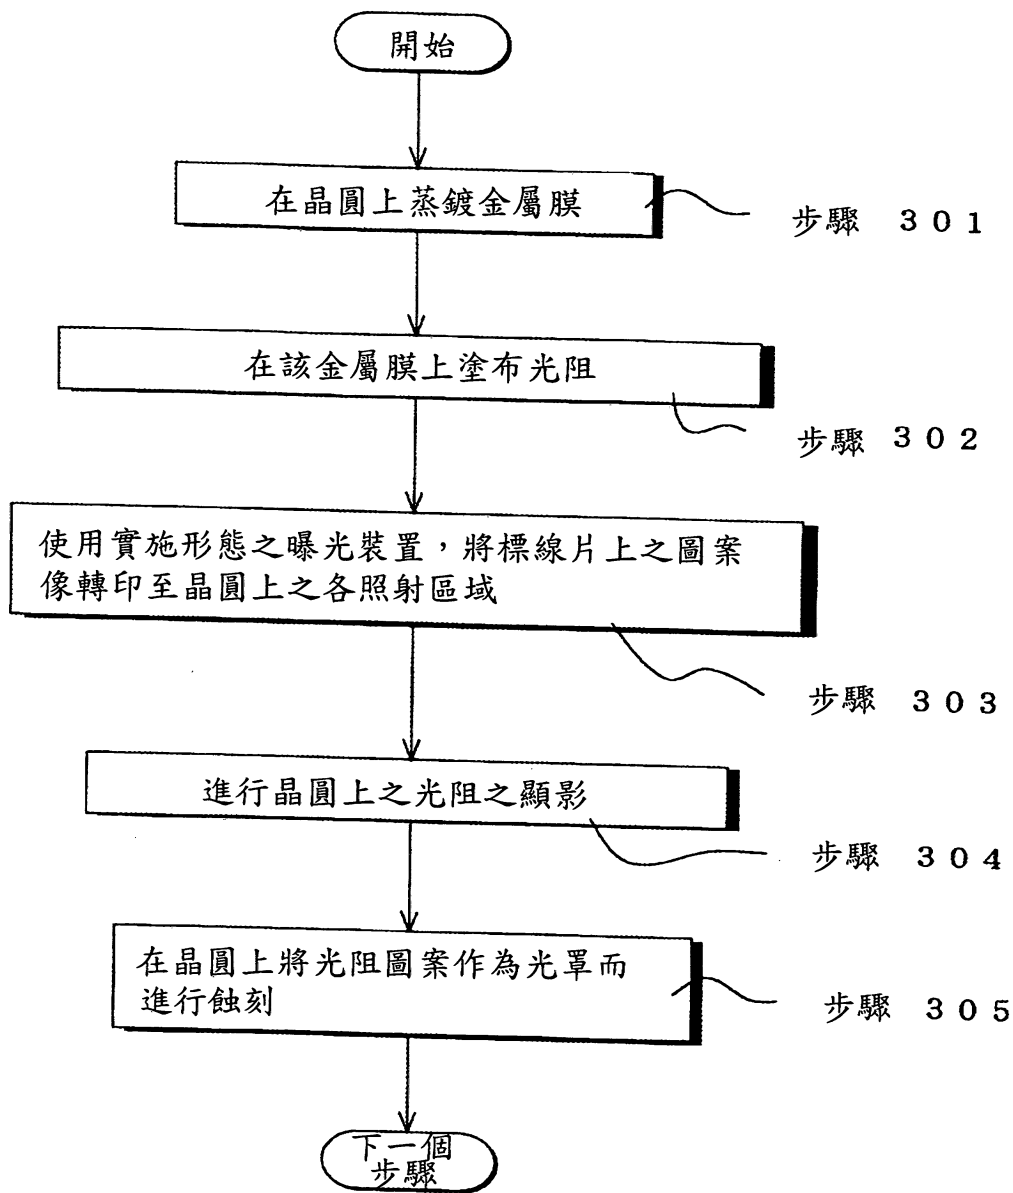 開始
在晶圓上蒸鍍金屬膜
步驟 301
在該金屬膜上塗布光阻
步驟 302
使用實施形態之曝光裝置,將標線片上之圖案
像轉印至晶圓上之各照射區域
步驟 303
進行晶圓上之光阻之顯影
步驟 304
在晶圓上將光阻圖案作為光罩而
進行蝕刻
步驟 305
下一個
步驟